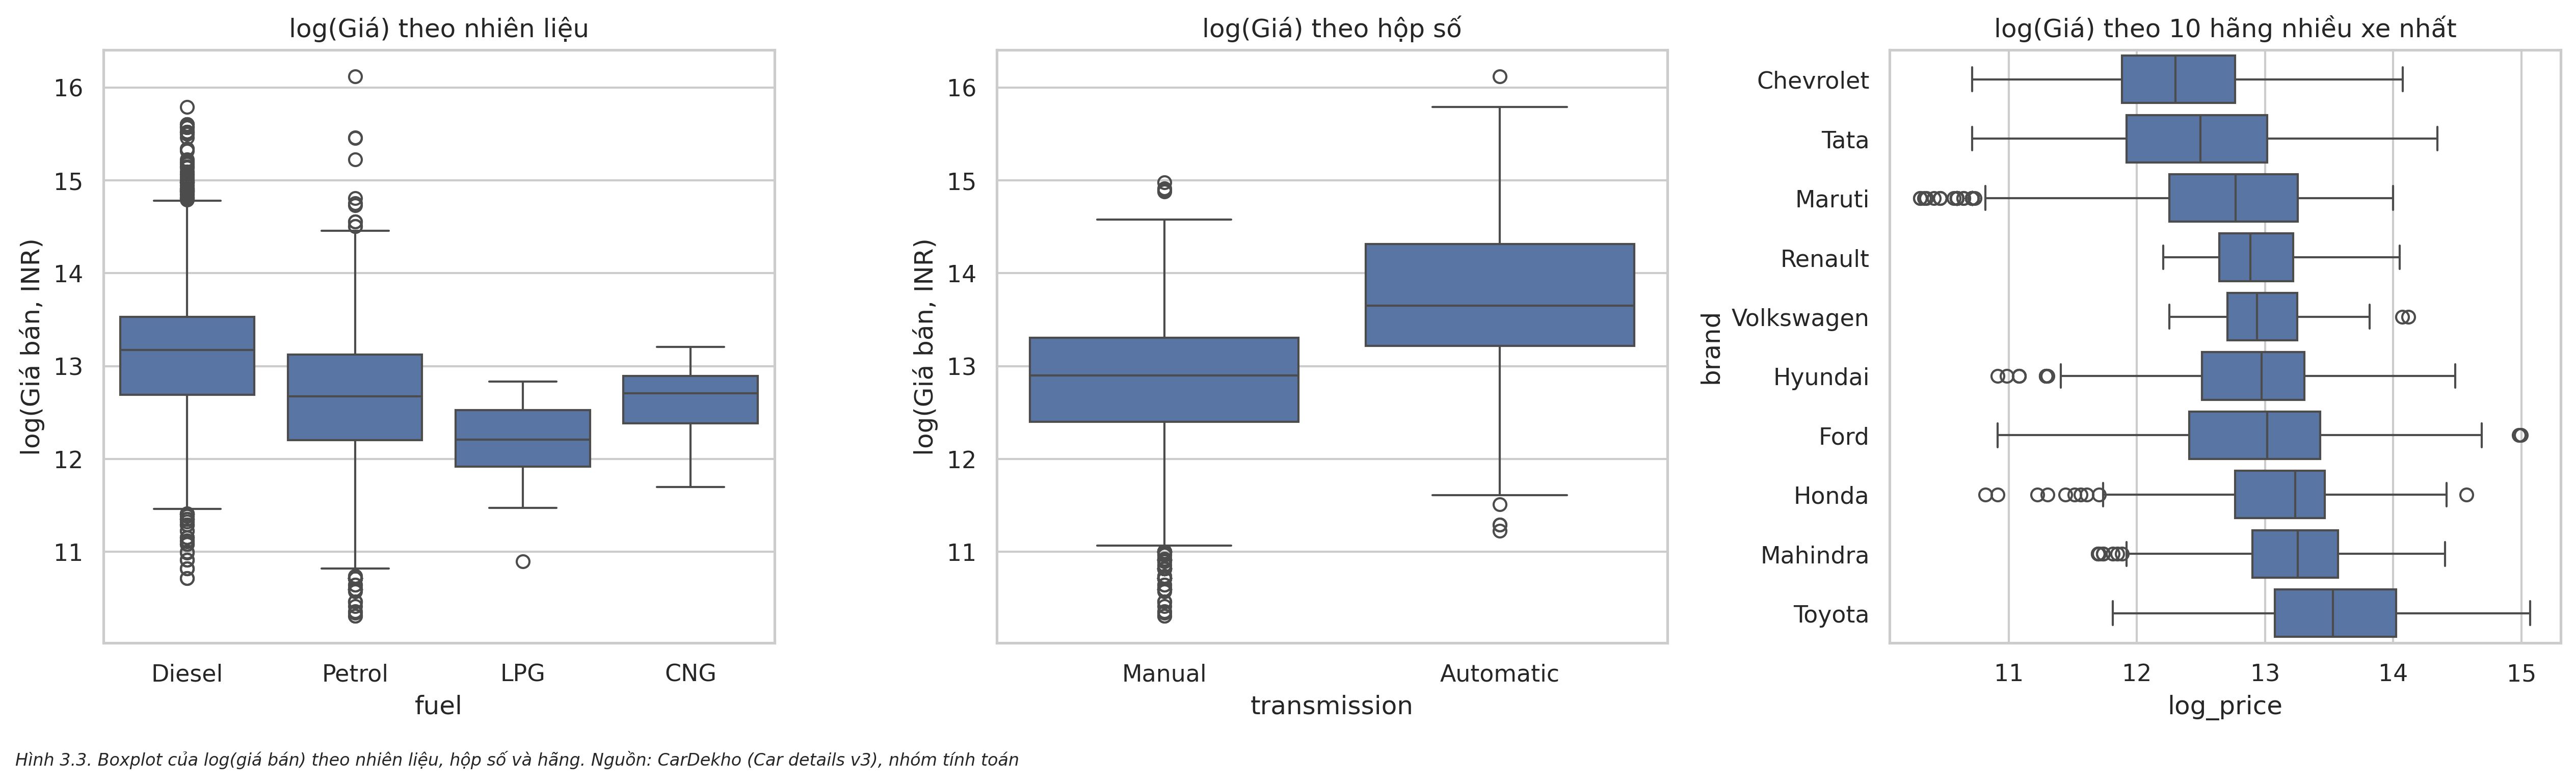 log(Giá) theo nhiên liệu
log(Giá bán, INR)
16
15
14
13
12
11
Diesel Petrol LPG CNG
fuel
log(Giá) theo hộp số
log(Giá bán, INR)
16
15
14
13
12
11
Manual Automatic
transmission
log(Giá) theo 10 hãng nhiều xe nhất
brand
Chevrolet
Tata
Maruti
Renault
Volkswagen
Hyundai
Ford
Honda
Mahindra
Toyota
11 12 13 14 15
log_price
Hình 3.3. Boxplot của log(giá bán) theo nhiên liệu, hộp số và hãng. Nguồn: CarDekho (Car details v3), nhóm tính toán